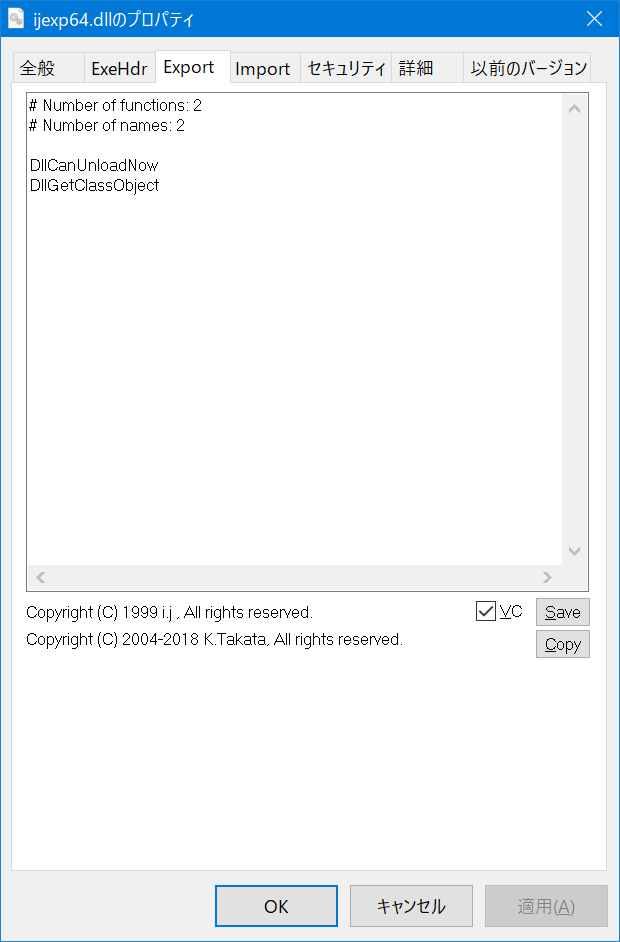 ijexp64.dllのプロパティ
全般 ExeHdr Export Import セキュリティ 詳細 以前のバージョン
# Number of functions: 2
# Number of names: 2
DllCanUnloadNow
DllGetClassObject
Copyright (C) 1999 i.j , All rights reserved.
VC Save
Copyright (C) 2004-2018 K.Takata, All rights reserved.
Copy
OK キャンセル 適用(A)